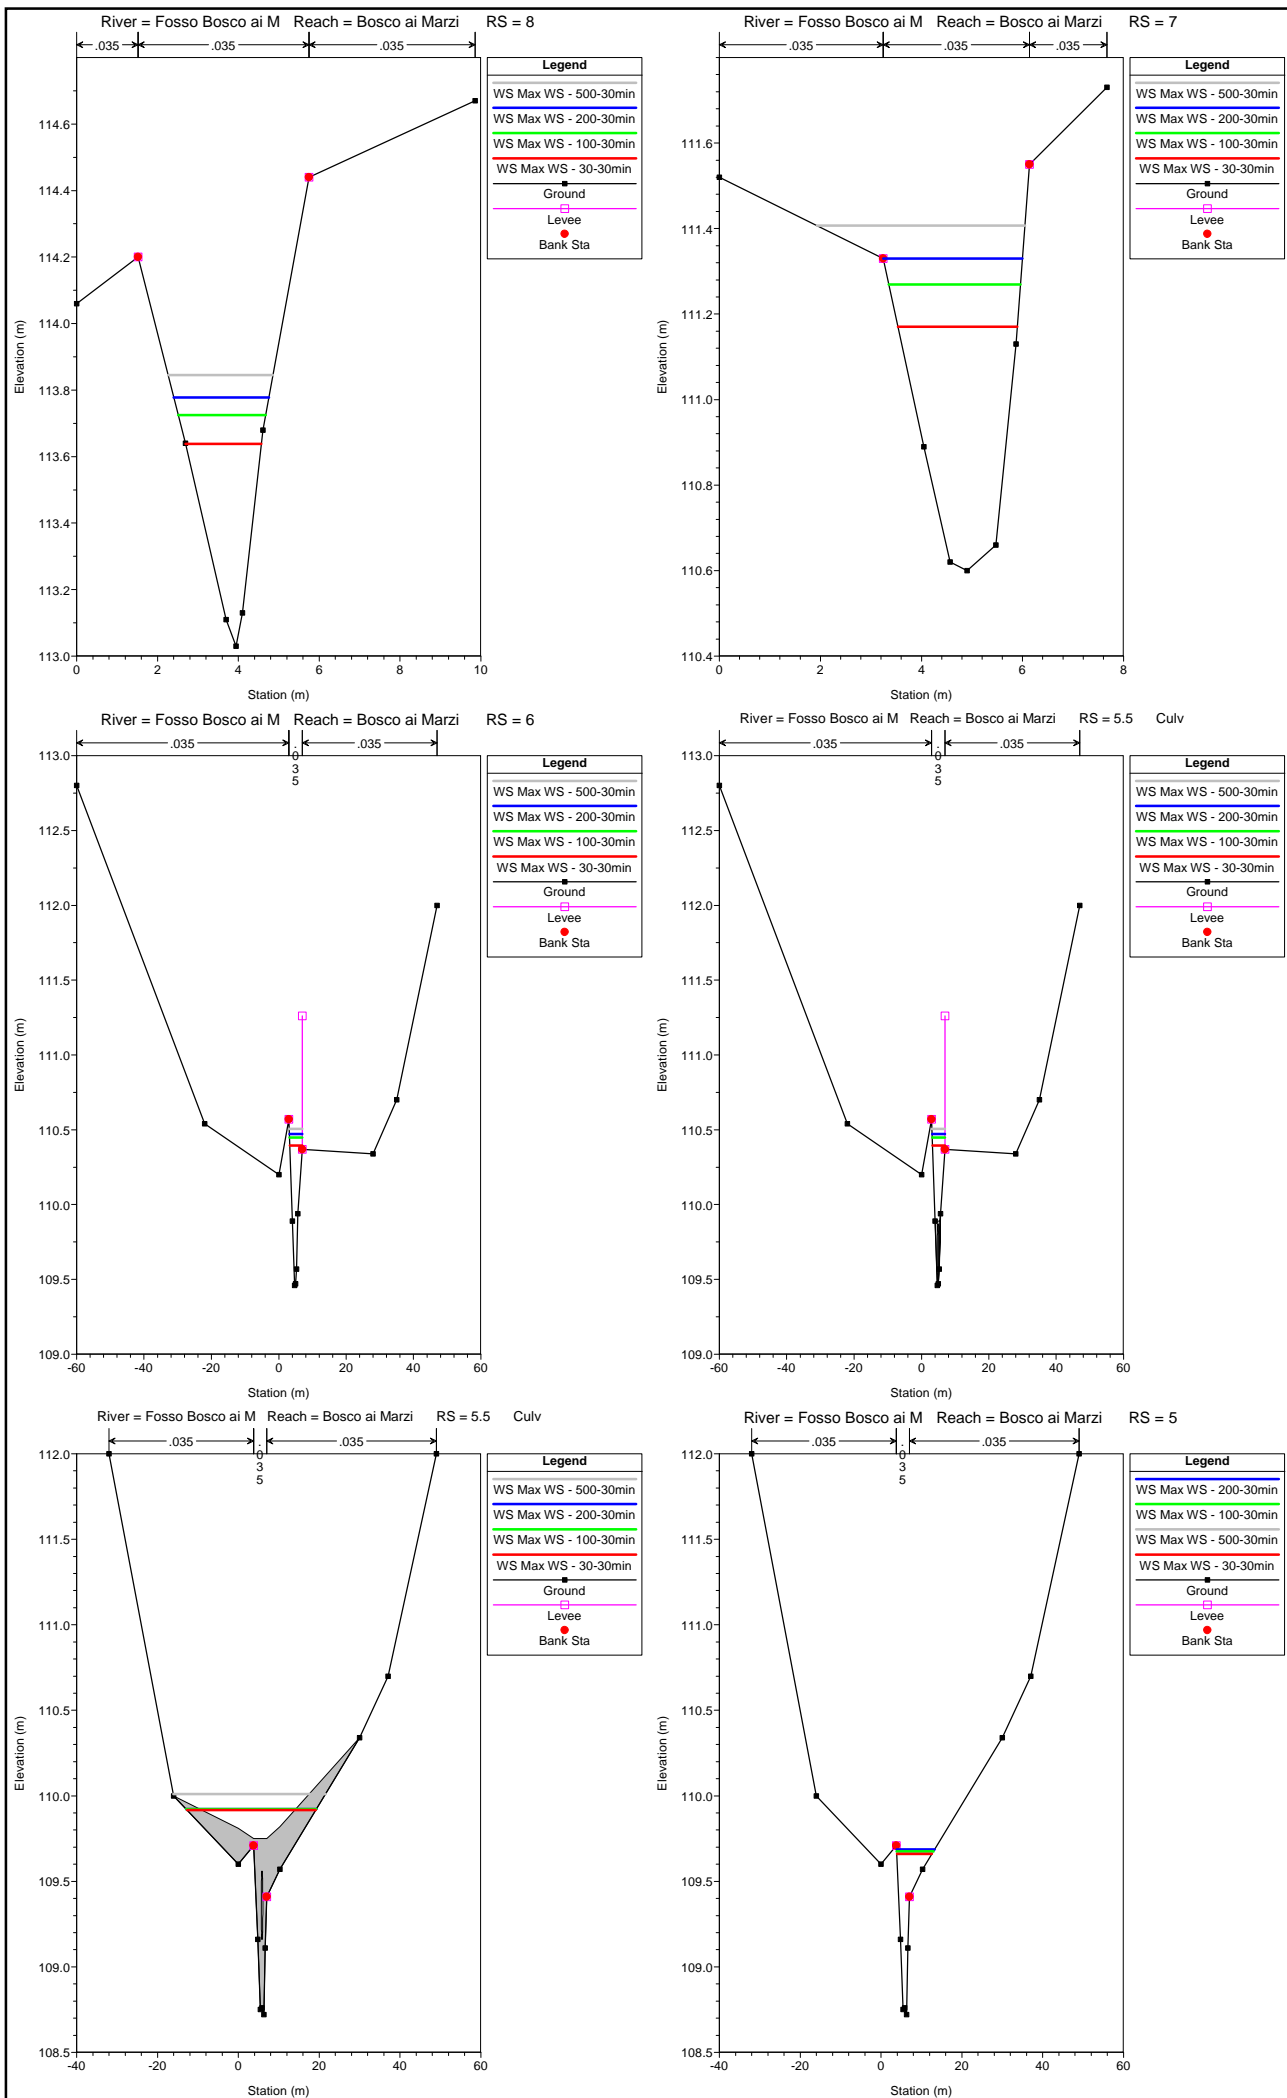 River = Fosso Bosco ai M Reach = Bosco ai Marzi RS = 8
.035 .035 .035
Elevation (m)
114.6
114.4
114.2
114.0
113.8
113.6
113.4
113.2
113.0
0 2 4 6 8 10
Station (m)
Legend
WS Max WS - 500-30min
WS Max WS - 200-30min
WS Max WS - 100-30min
WS Max WS - 30-30min
Ground
Levee
Bank Sta
River = Fosso Bosco ai M Reach = Bosco ai Marzi RS = 7
.035 .035 .035
Elevation (m)
111.6
111.4
111.2
111.0
110.8
110.6
110.4
0 2 4 6 8
Station (m)
Legend
WS Max WS - 500-30min
WS Max WS - 200-30min
WS Max WS - 100-30min
WS Max WS - 30-30min
Ground
Levee
Bank Sta
River = Fosso Bosco ai M Reach = Bosco ai Marzi RS = 6
.035 .035 .035
Elevation (m)
113.0
112.5
112.0
111.5
111.0
110.5
110.0
109.5
109.0
-60 -40 -20 0 20 40 60
Station (m)
Legend
WS Max WS - 500-30min
WS Max WS - 200-30min
WS Max WS - 100-30min
WS Max WS - 30-30min
Ground
Levee
Bank Sta
River = Fosso Bosco ai M Reach = Bosco ai Marzi RS = 5.5 Culv
.035 .035 .035
Elevation (m)
113.0
112.5
112.0
111.5
111.0
110.5
110.0
109.5
109.0
-60 -40 -20 0 20 40 60
Station (m)
Legend
WS Max WS - 500-30min
WS Max WS - 200-30min
WS Max WS - 100-30min
WS Max WS - 30-30min
Ground
Levee
Bank Sta
River = Fosso Bosco ai M Reach = Bosco ai Marzi RS = 5.5 Culv
.035 .035 .035
Elevation (m)
112.0
111.5
111.0
110.5
110.0
109.5
109.0
108.5
-40 -20 0 20 40 60
Station (m)
Legend
WS Max WS - 500-30min
WS Max WS - 200-30min
WS Max WS - 100-30min
WS Max WS - 30-30min
Ground
Levee
Bank Sta
River = Fosso Bosco ai M Reach = Bosco ai Marzi RS = 5
.035 .035 .035
Elevation (m)
112.0
111.5
111.0
110.5
110.0
109.5
109.0
108.5
-40 -20 0 20 40 60
Station (m)
Legend
WS Max WS - 200-30min
WS Max WS - 100-30min
WS Max WS - 500-30min
WS Max WS - 30-30min
Ground
Levee
Bank Sta